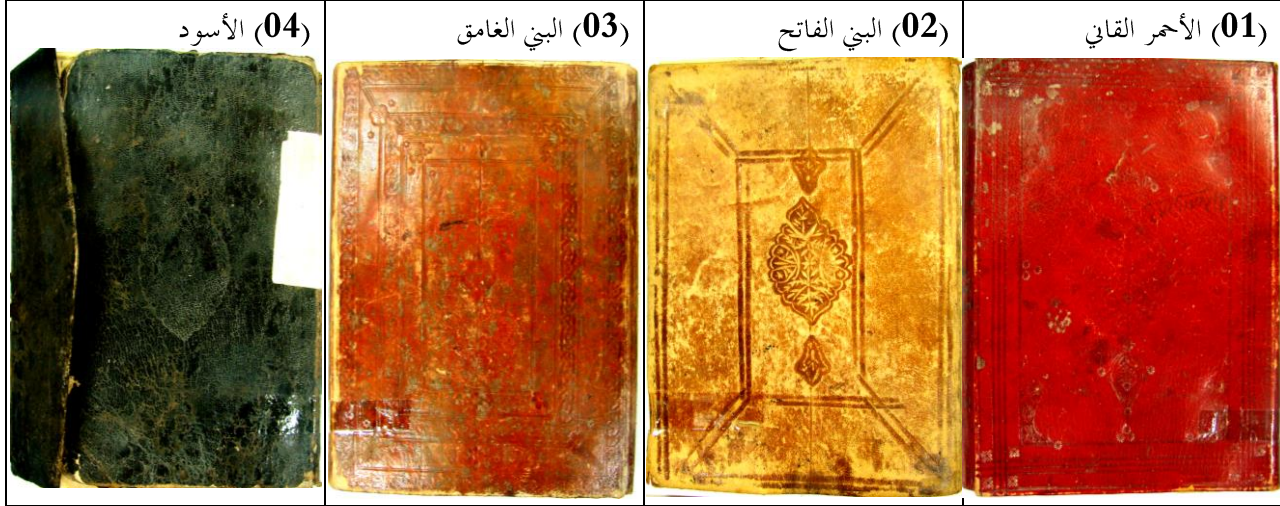 (01) الأحمر القاني
(02) البني الفاتح
(03) البني الغامق
(04) الأسود